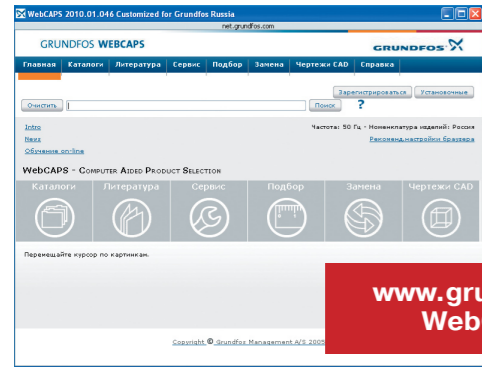 WebCAPS 2010.01.046 Customized for Grundfos Russia
net.grundfos.com
GRUNDFOS WEBCAPS
GRUNDFOS
Главная Каталоги Литература Сервис Подбор Замена Чертежи CAD Справка
Зарегистрироваться Установочные
Очистить Поиск ?
Intro
Частота: 50 Гц - Номенклатура изделий: Россия
News
Рекоменд.настройки браузера
Обучение on-line
WebCAPS - Computer Aided Product Selection
Каталоги Литература Сервис Подбор Замена Чертежи CAD
Перемещайте курсор по картинкам.
www.gru
Web
Copyright © Grundfos Management A/S 2005